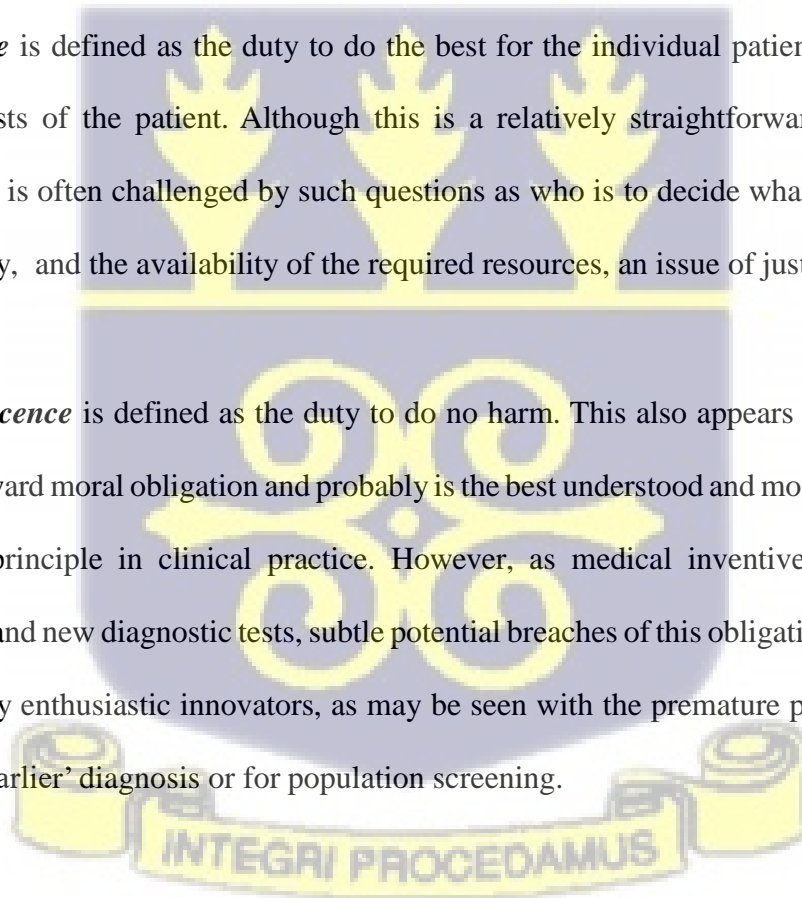 e is defined as the duty to do the best for the individual patien
sts of the patient. Although this is a relatively straightforwar
is often challenged by such questions as who is to decide wha
y, and the availability of the required resources, an issue of just
cence is defined as the duty to do no harm. This also appears
ward moral obligation and probably is the best understood and mo
principle in clinical practice. However, as medical inventive
and new diagnostic tests, subtle potential breaches of this obligati
y enthusiastic innovators, as may be seen with the premature p
arlier’ diagnosis or for population screening.
INTEGRI PROCEDAMUS